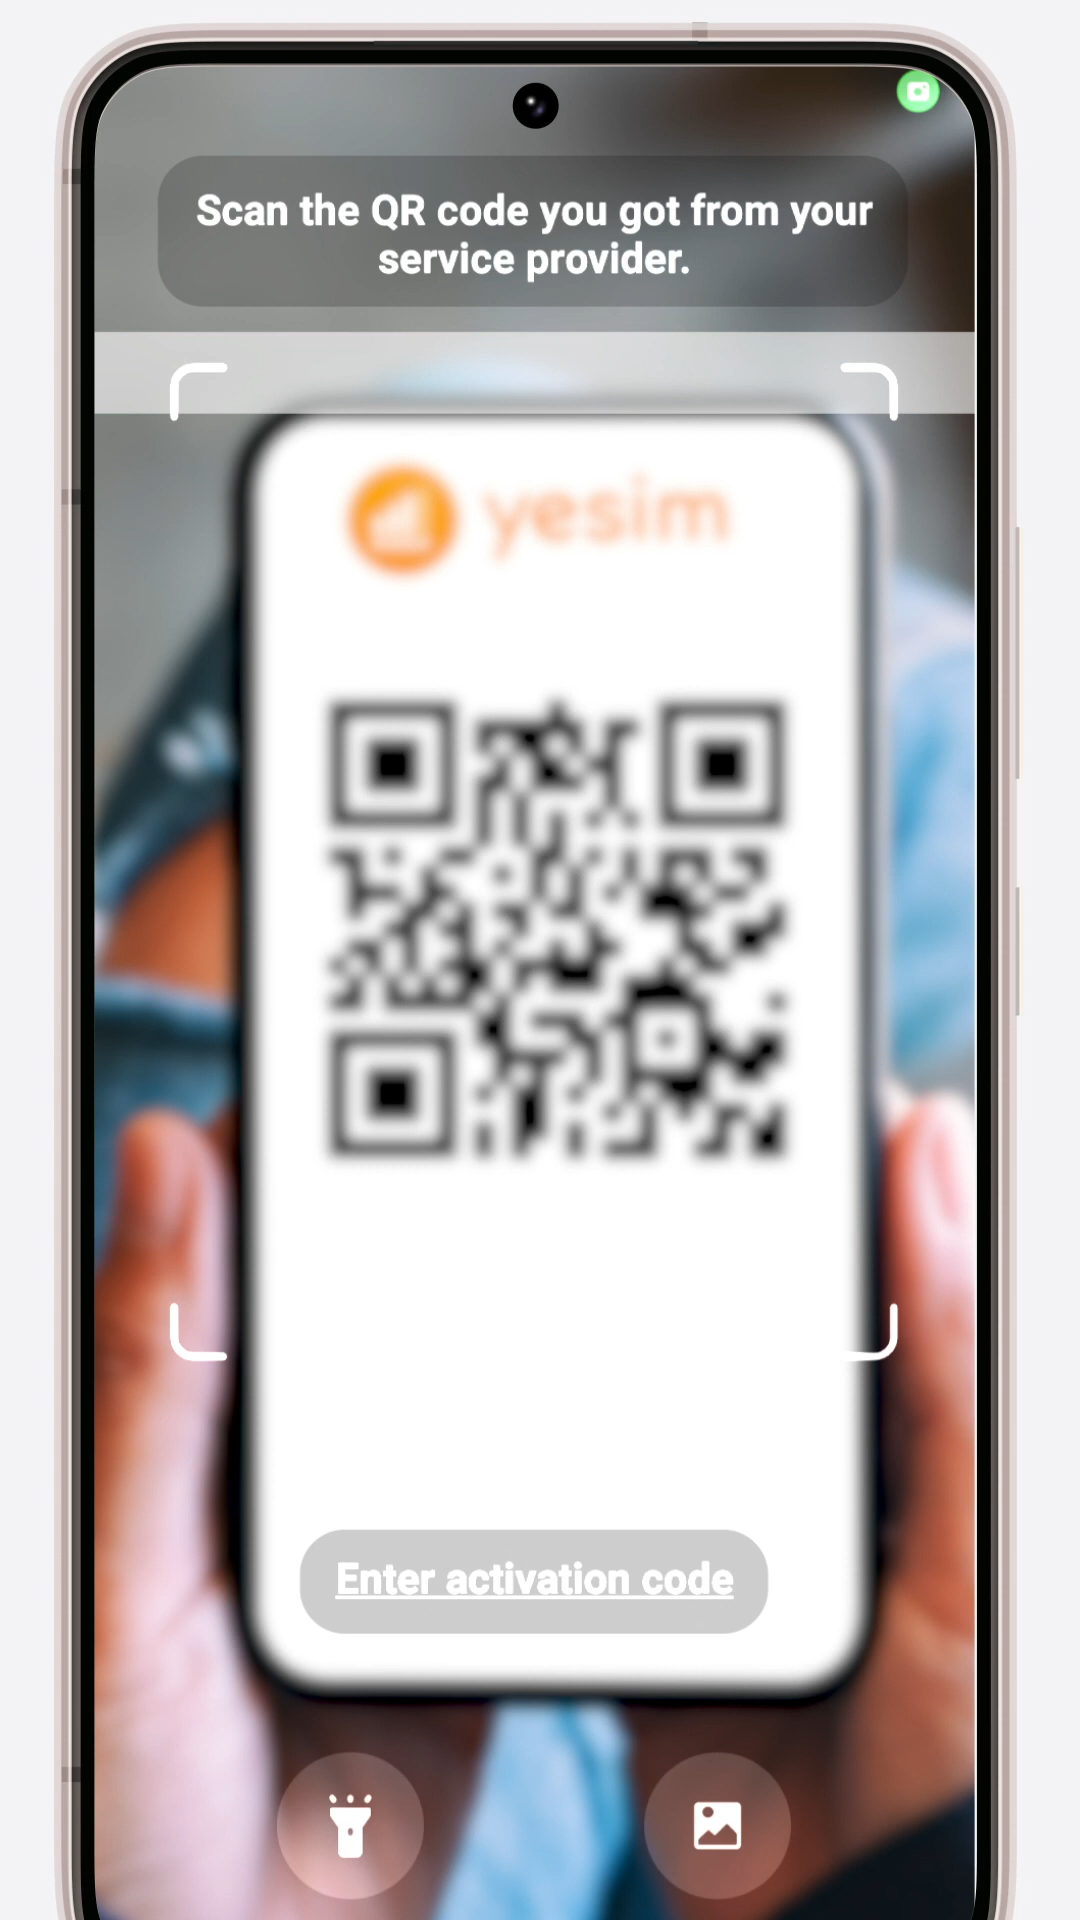 Scan the QR code you got from your
service provider.
yesim
Enter activation code